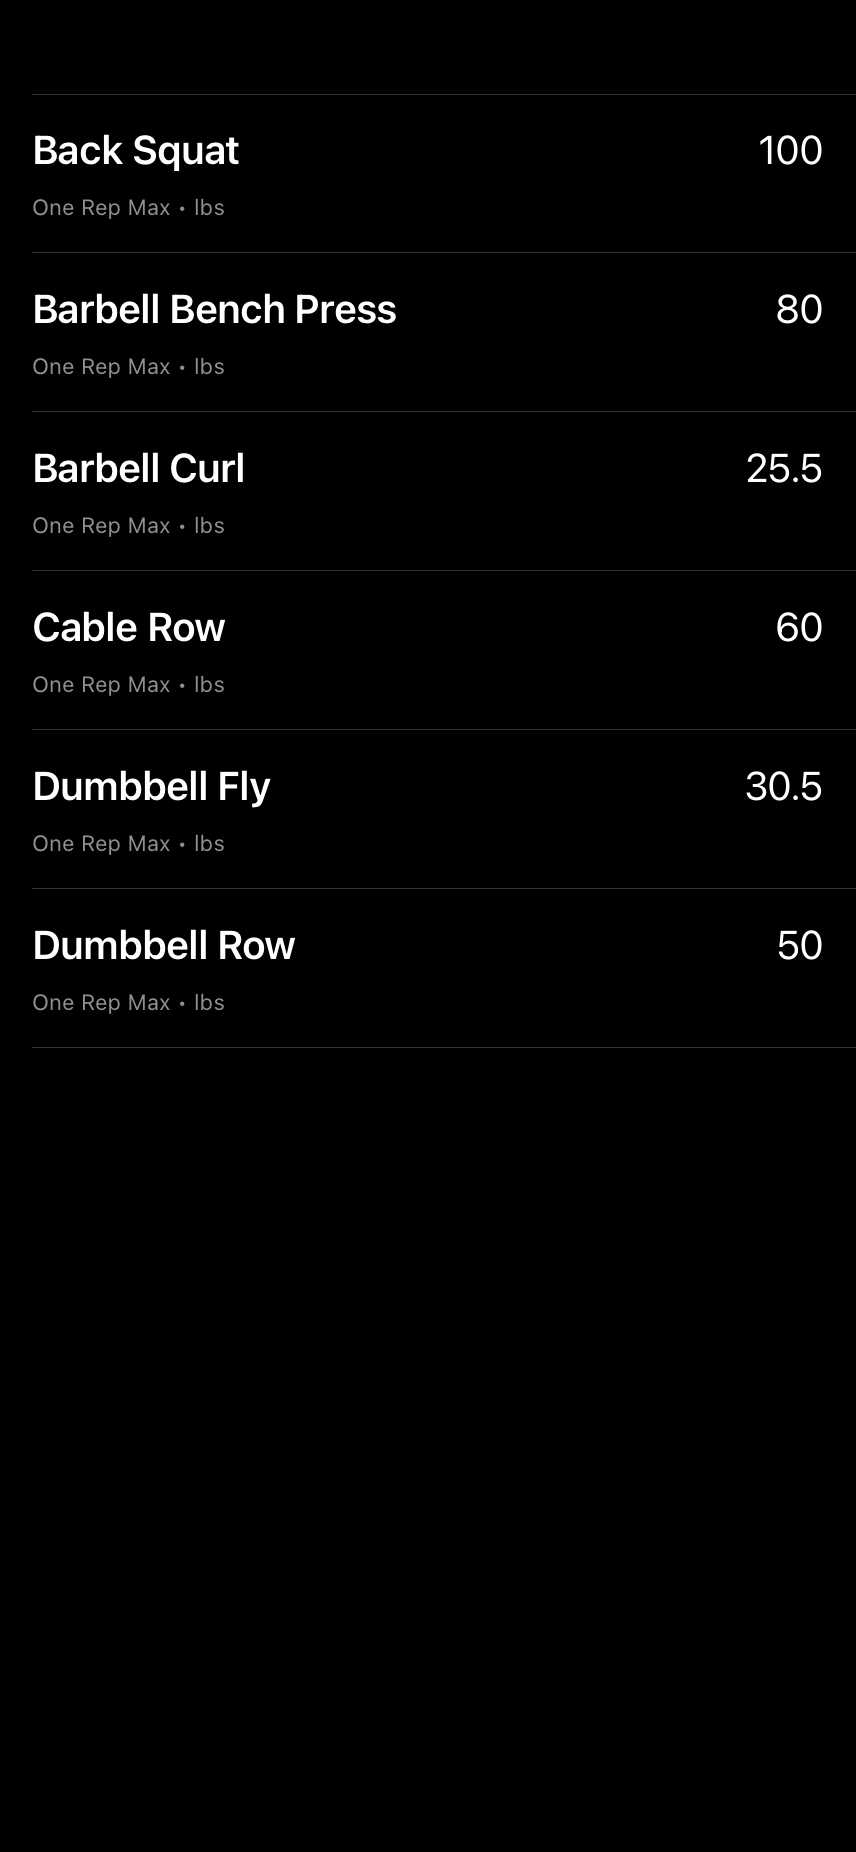 Back Squat 100
One Rep Max • lbs
Barbell Bench Press 80
One Rep Max • lbs
Barbell Curl 25.5
One Rep Max • lbs
Cable Row 60
One Rep Max • lbs
Dumbbell Fly 30.5
One Rep Max • lbs
Dumbbell Row 50
One Rep Max • lbs